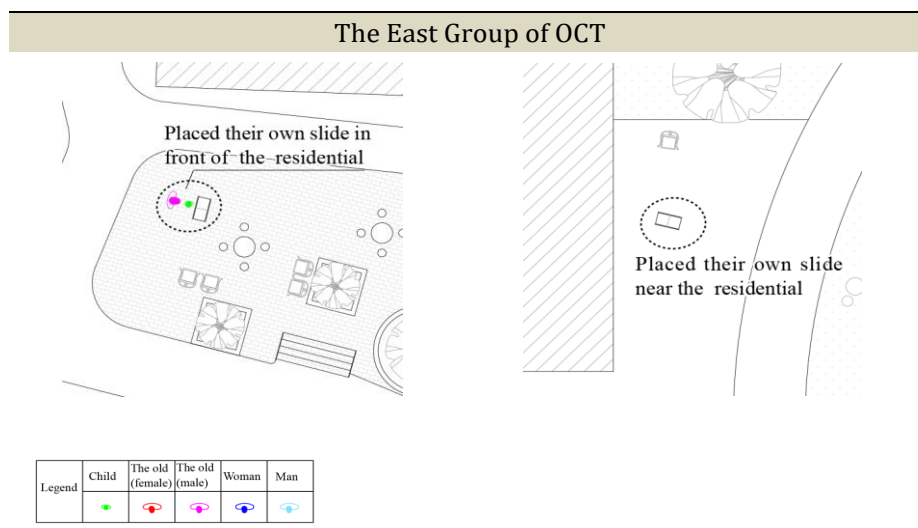 The East Group of OCT
Placed their own slide in
front of the residential
Placed their own slide
near the residential
Legend
Child
The old
(female)
The old
(male)
Woman
Man